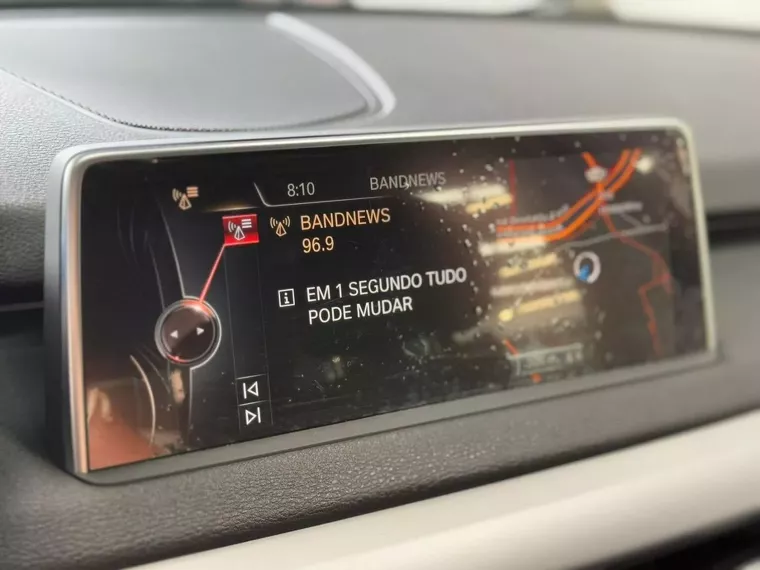 8:10 BANDNEWS
BANDNEWS
96.9
EM 1 SEGUNDO TUDO
PODE MUDAR